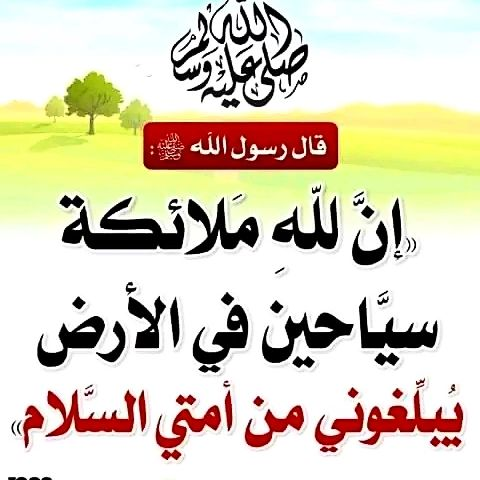 صلى الله عليه وسلم
قال رسول الله ﷺ :
«إنَّ للّهِ مَلائكة
سيَّاحينَ في الأرض
يُبلِّغوني من أمتي السَّلام»